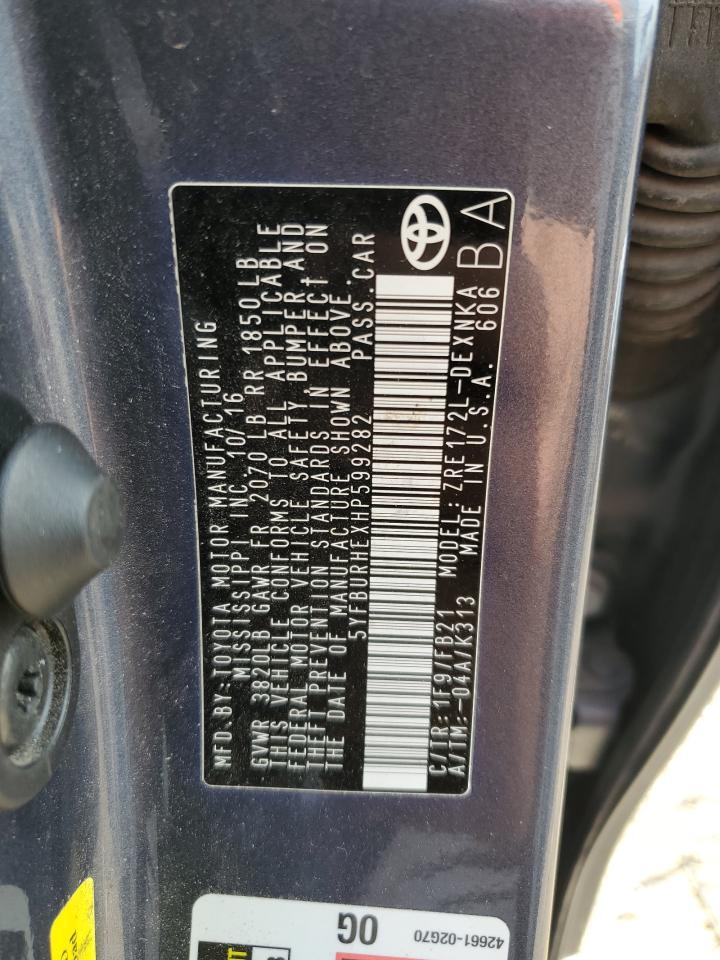 MFD.BY:TOYOTA MOTOR MANUFACTURING
MISSISSIPPI INC. 10/16
GVWR 3820LB GAWR FR 2070 LB RR 1850 LB
THIS VEHICLE CONFORMS TO ALL APPLICABLE
FEDERAL MOTOR VEHICLE SAFETY, BUMPER AND
THEFT PREVENTION STANDARDS IN EFFECT ON
THE DATE OF MANUFACTURE SHOWN ABOVE.
5YFBURHEXHP599282 PASS.CAR
C/TR:1F9/FB21 MODEL:ZRE172L-DEXNKA
A/TM:-04A/K313 MADE IN U.S.A. 606
BA
0G
42661-02G70